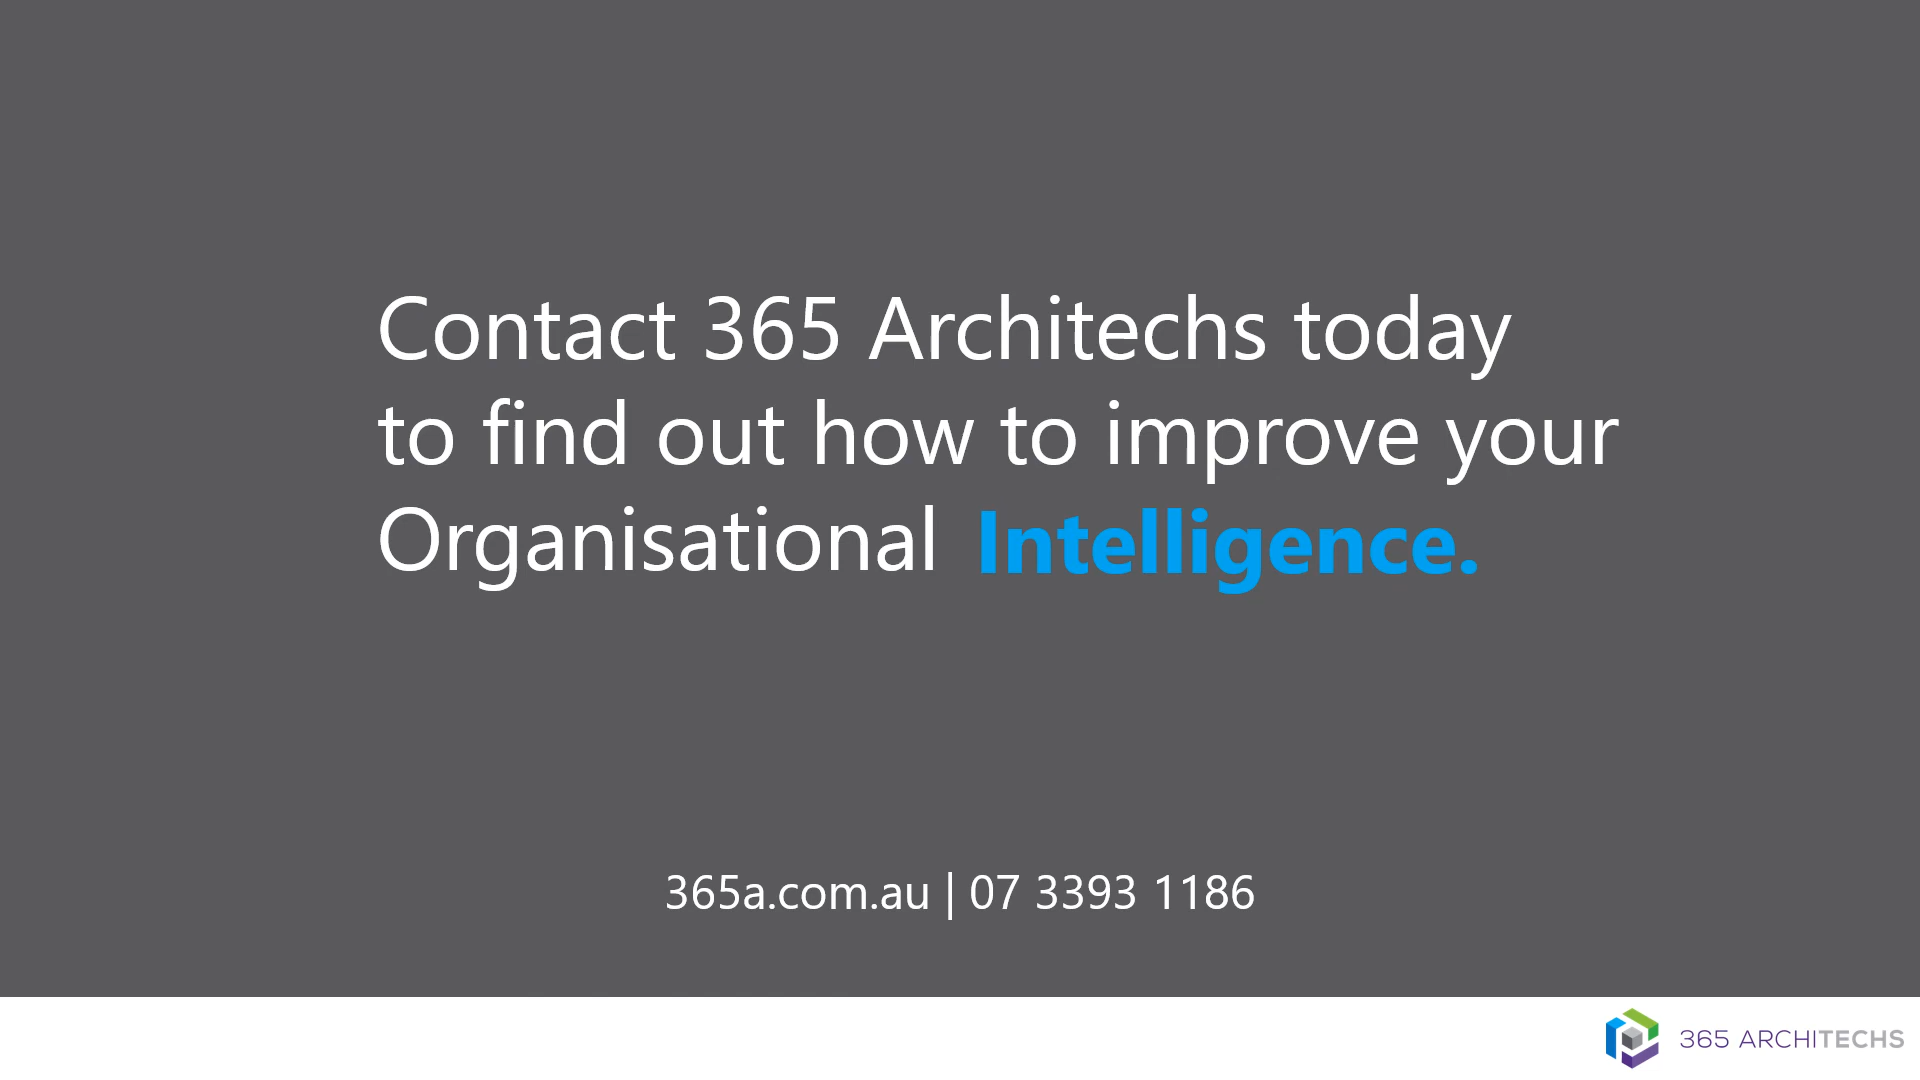 Contact 365 Architechs today
to find out how to improve your
Organisational Intelligence.
365a.com.au | 07 3393 1186
365 ARCHITECHS